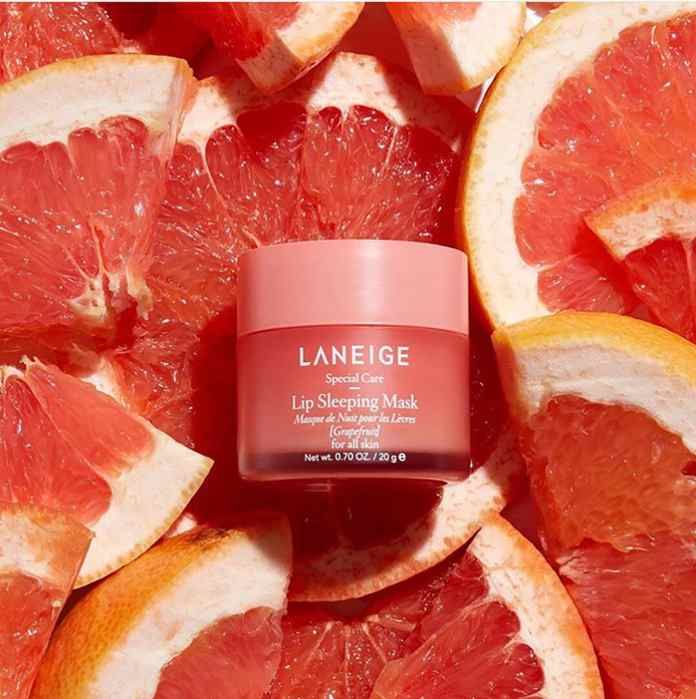 LANEIGE
Special Care
Lip Sleeping Mask
Masque de Nuit pour les Lèvres
[Grapefruit]
for all skin
Net wt. 0.70 OZ. / 20 g ℮